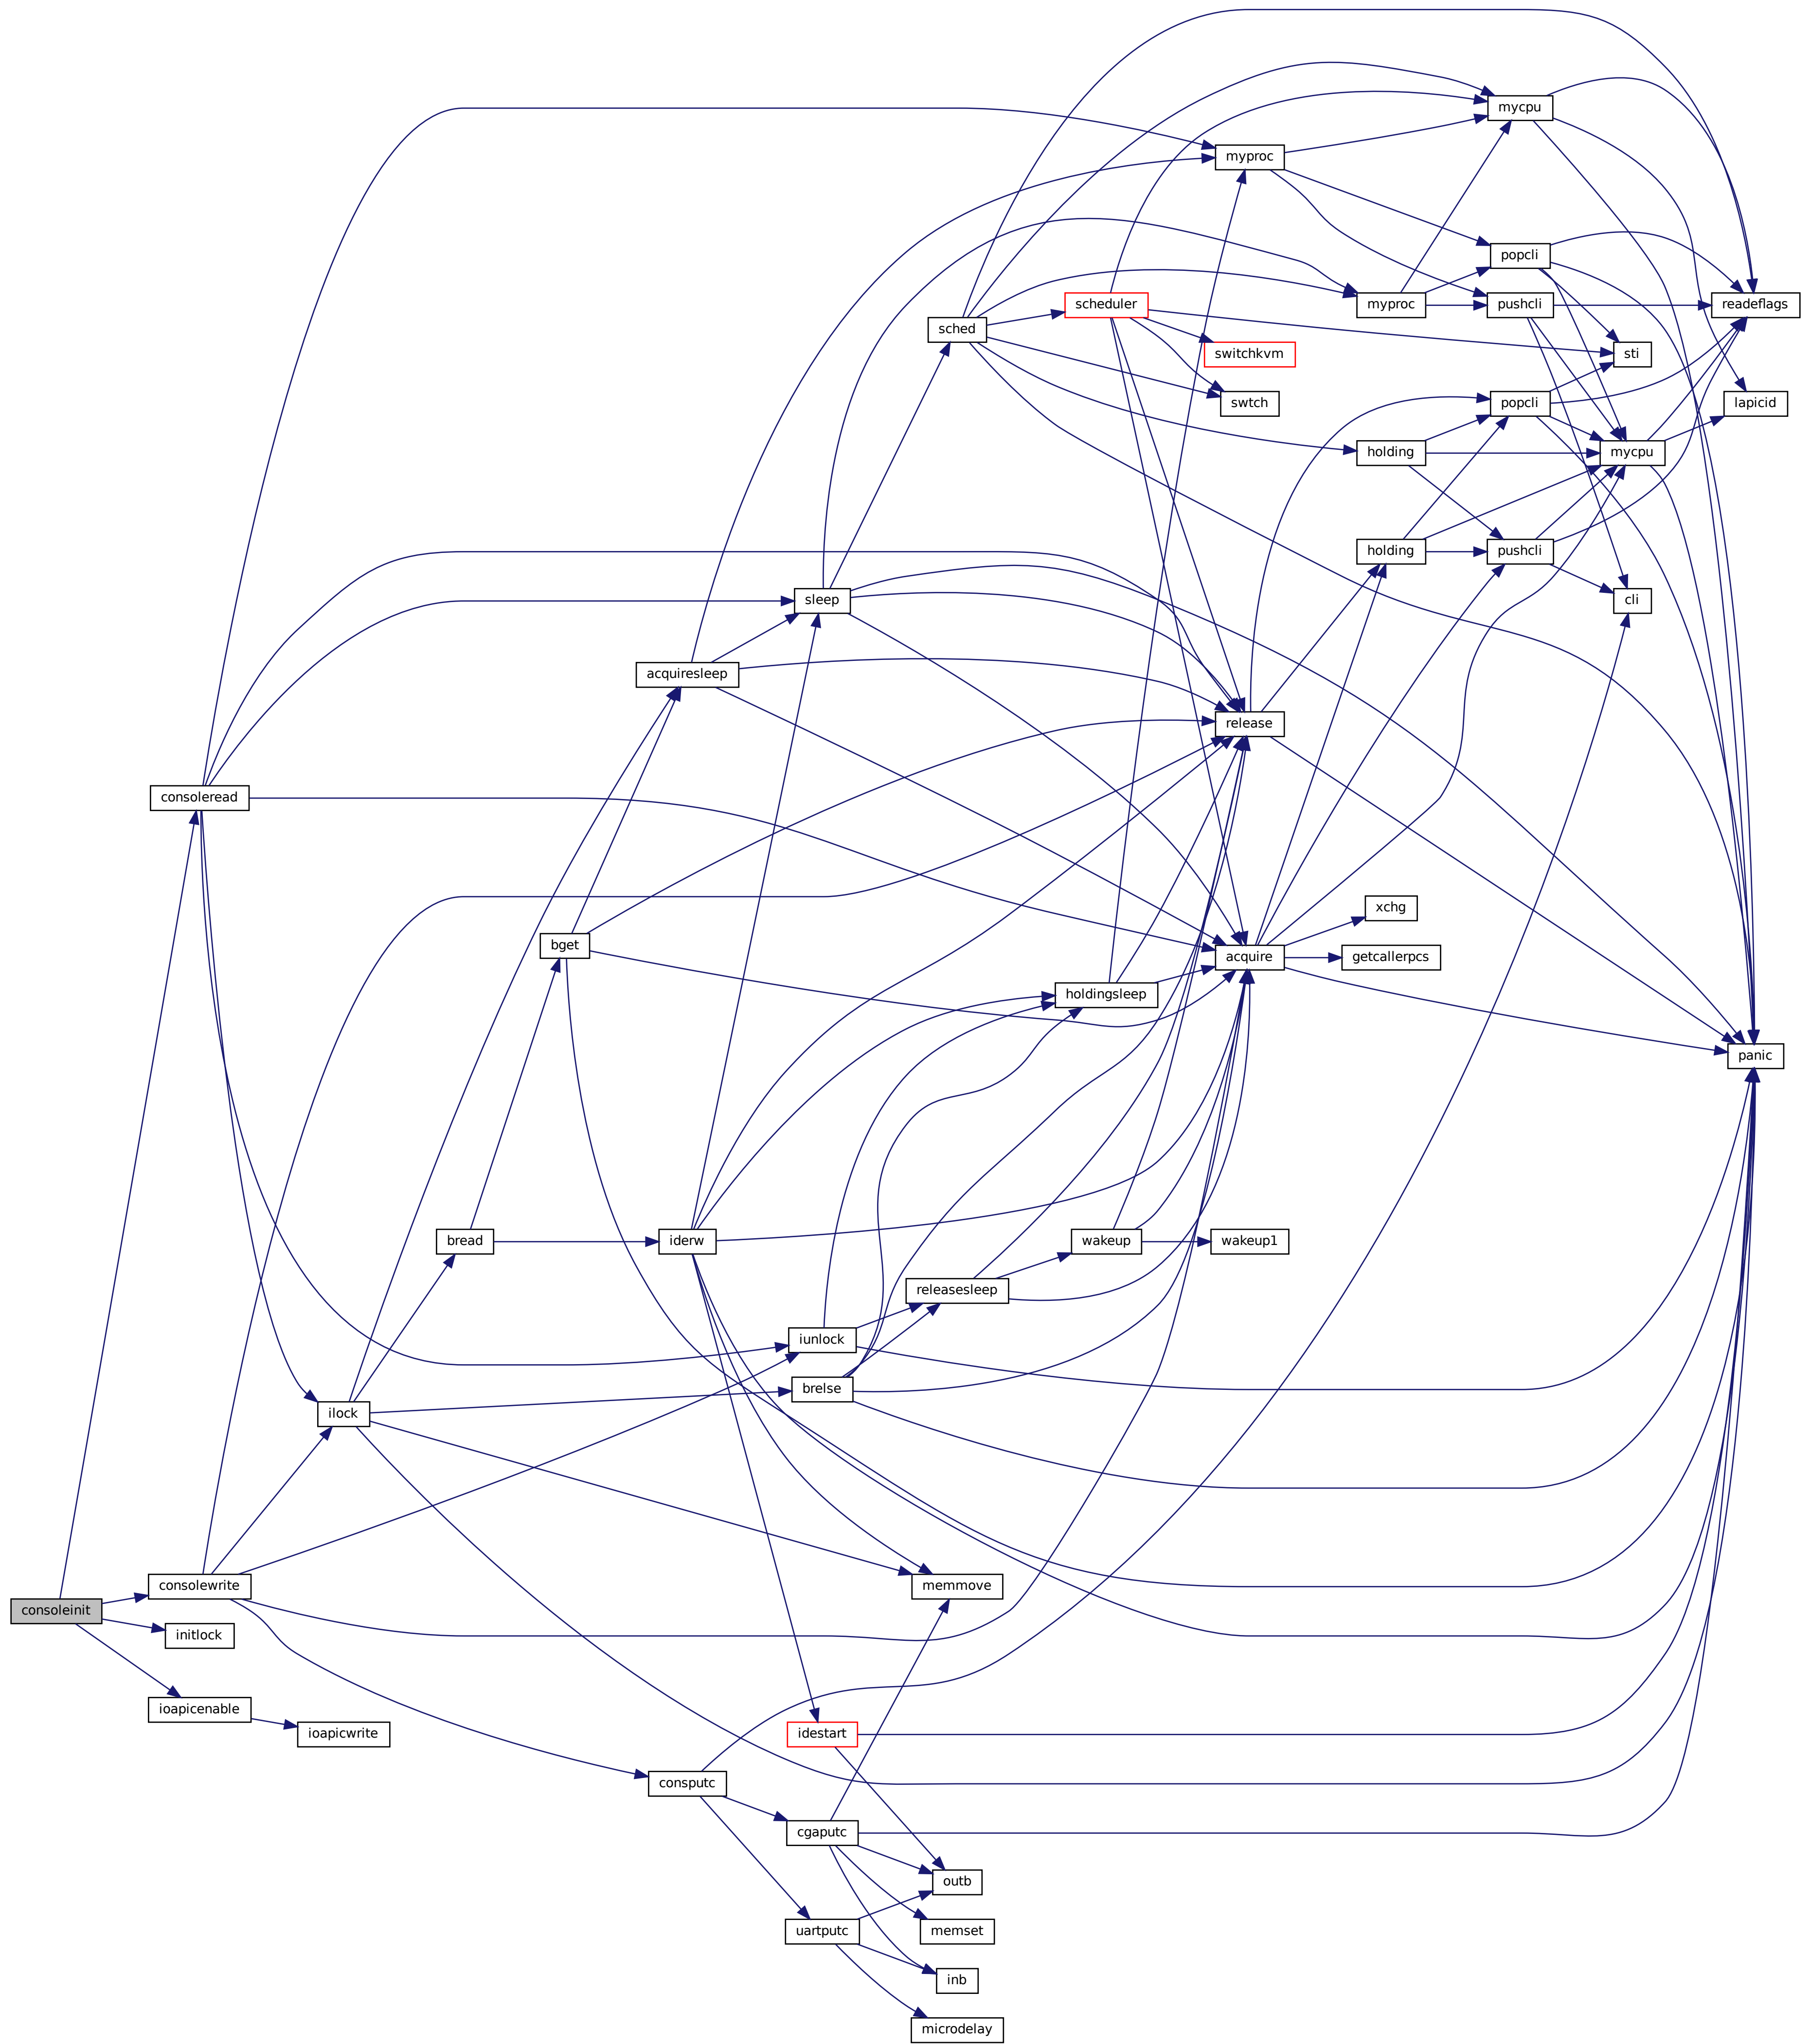 mycpu
myproc
popcli
scheduler
myproc
pushcli
readeflags
sched
switchkvm
sti
swtch
popcli
lapicid
holding
mycpu
holding
pushcli
sleep
cli
acquiresleep
release
consoleread
xchg
bget
acquire
getcallerpcs
holdingsleep
panic
bread
iderw
wakeup
wakeup1
releasesleep
iunlock
brelse
ilock
consolewrite
memmove
consoleinit
initlock
ioapicenable
ioapicwrite
idestart
consputc
cgaputc
outb
uartputc
memset
inb
microdelay